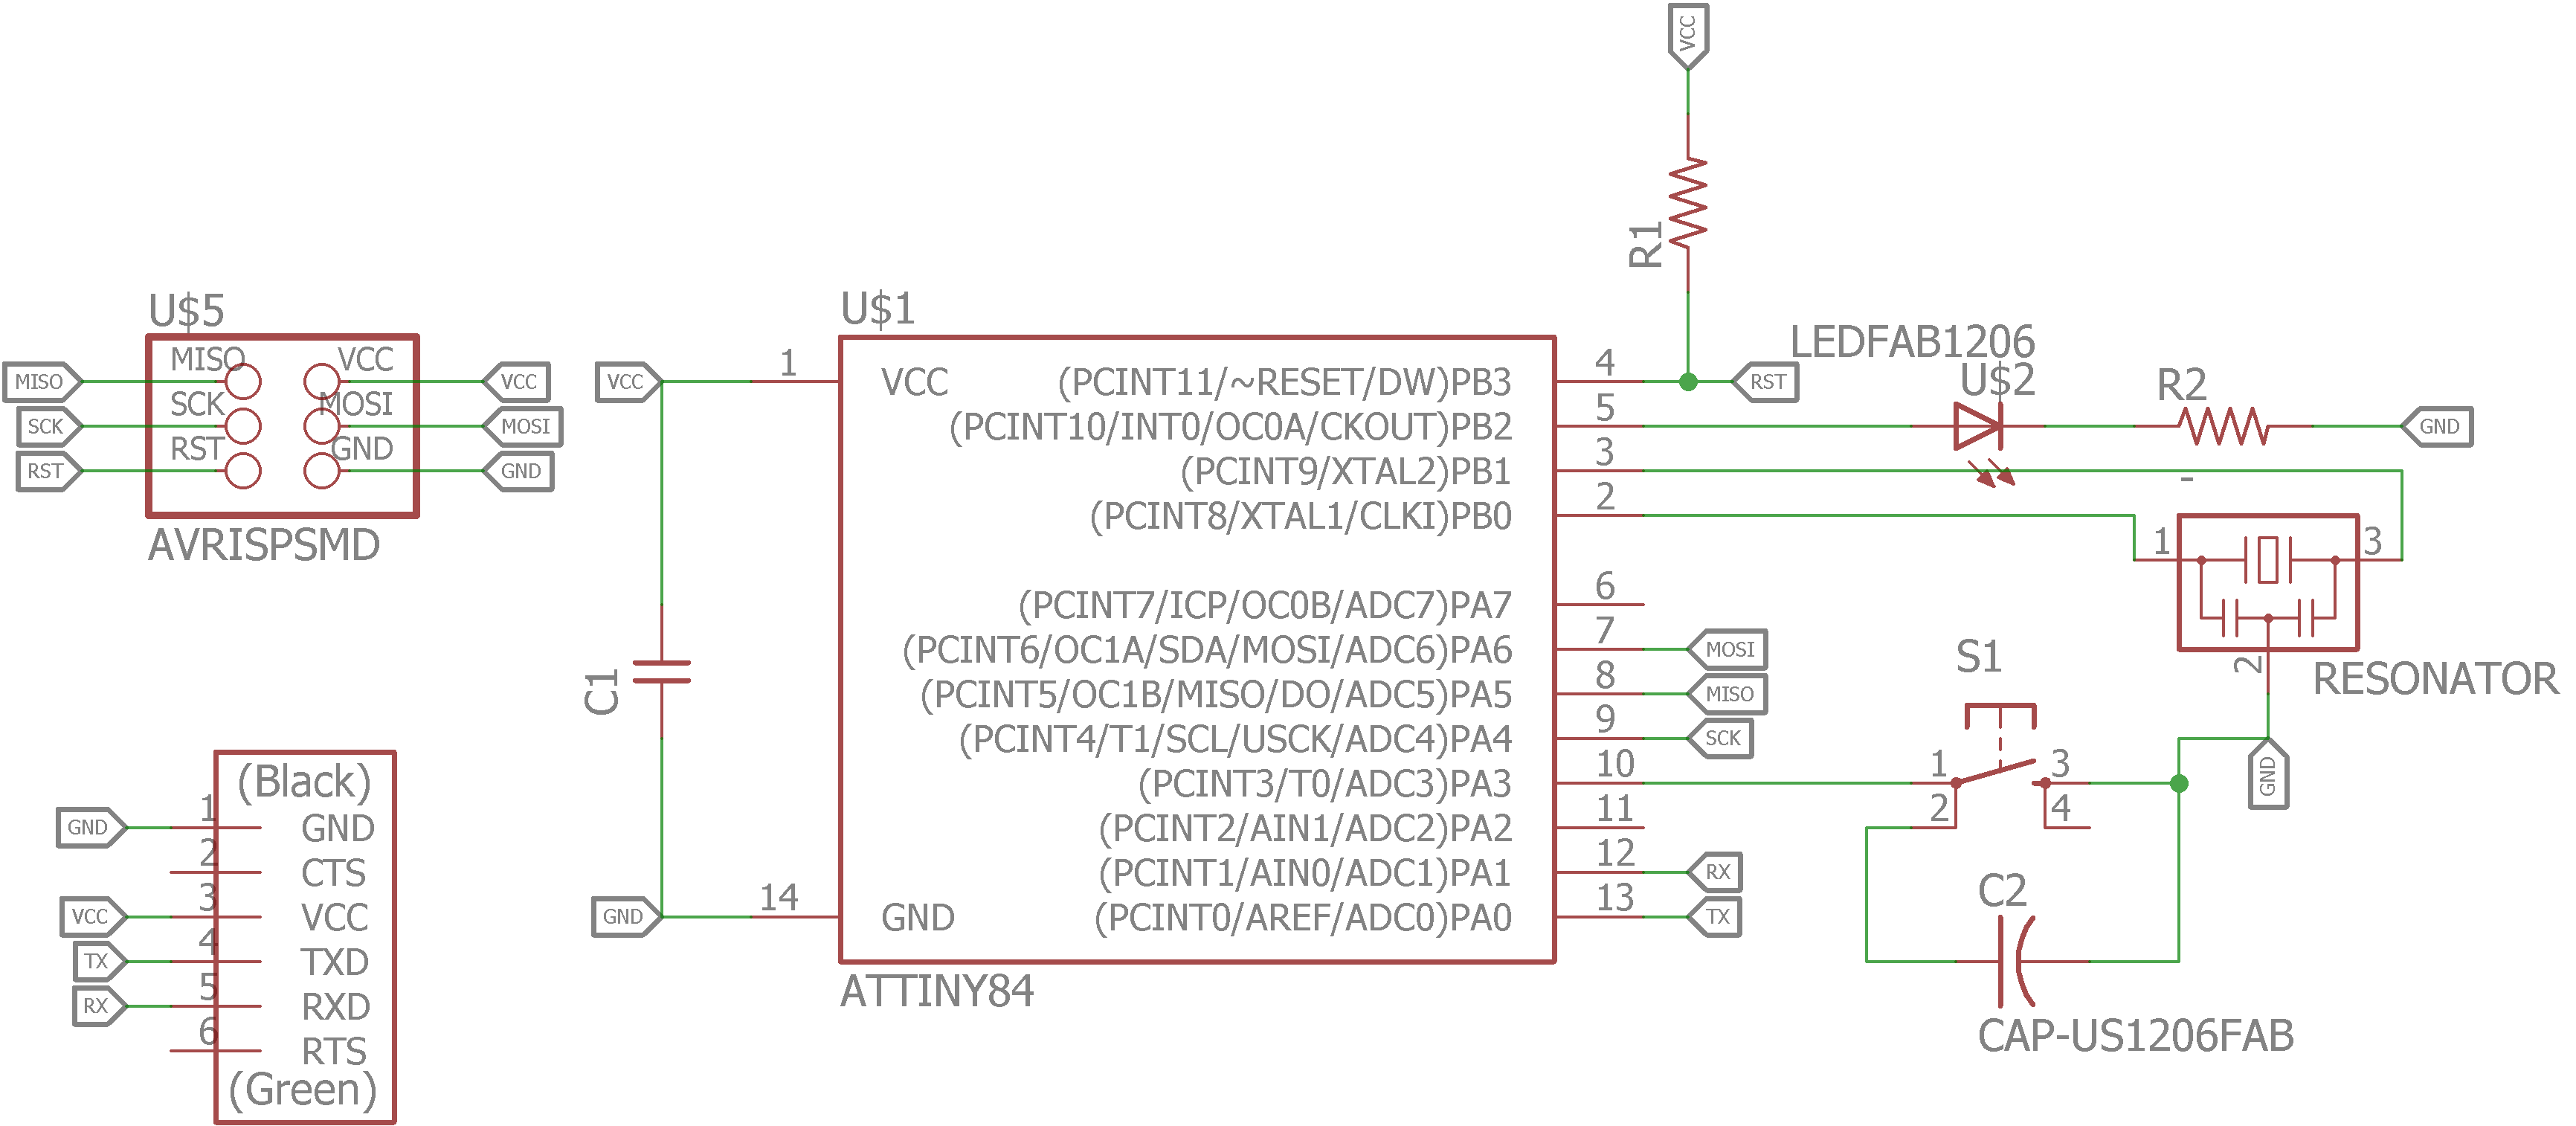 VCC
R1
U$5
MISO VCC
MISO VCC
SCK MOSI
SCK MOSI
RST GND
RST GND
AVRISPSMD
(Black)
GND 1 GND
2 CTS
VCC 3 VCC
TX 4 TXD
RX 5 RXD
6 RTS
(Green)
VCC
C1
GND
U$1
1 VCC
14 GND
(PCINT11/~RESET/DW)PB3 4 RST
(PCINT10/INT0/OC0A/CKOUT)PB2 5
(PCINT9/XTAL2)PB1 3
(PCINT8/XTAL1/CLKI)PB0 2
(PCINT7/ICP/OC0B/ADC7)PA7 6
(PCINT6/OC1A/SDA/MOSI/ADC6)PA6 7 MOSI
(PCINT5/OC1B/MISO/DO/ADC5)PA5 8 MISO
(PCINT4/T1/SCL/USCK/ADC4)PA4 9 SCK
(PCINT3/T0/ADC3)PA3 10
(PCINT2/AIN1/ADC2)PA2 11
(PCINT1/AIN0/ADC1)PA1 12 RX
(PCINT0/AREF/ADC0)PA0 13 TX
ATTINY84
LEDFAB1206
U$2
R2
GND
-
1 3
2
RESONATOR
GND
S1
1 3
2 4
C2
CAP-US1206FAB